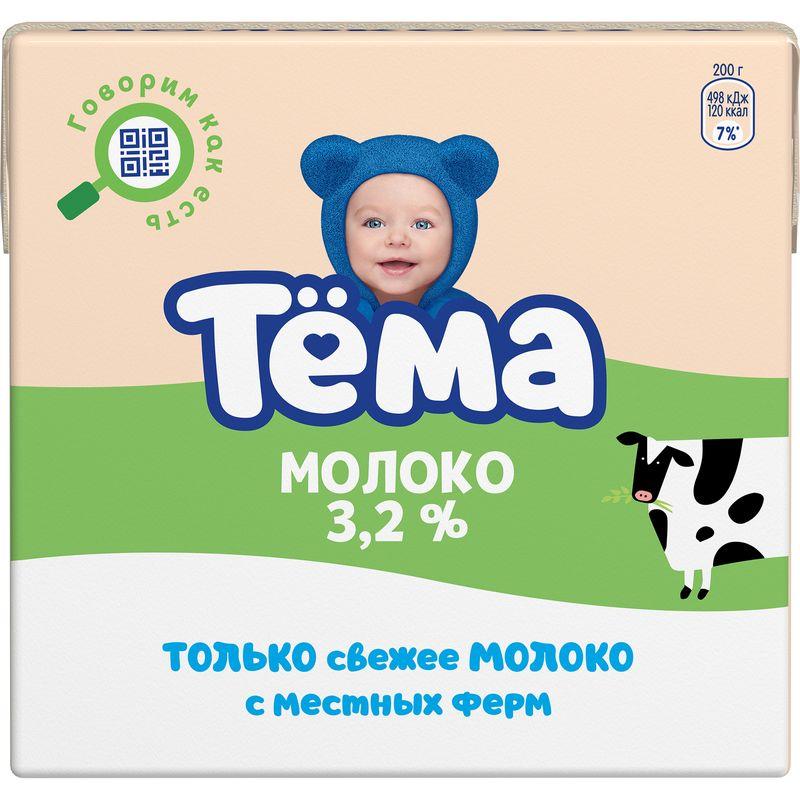 Говорим как есть
200 г
498 кДж
120 ккал
7%*
Тёма
МОЛОКО
3,2 %
ТОЛЬКО свежее МОЛОКО
с местных ферм